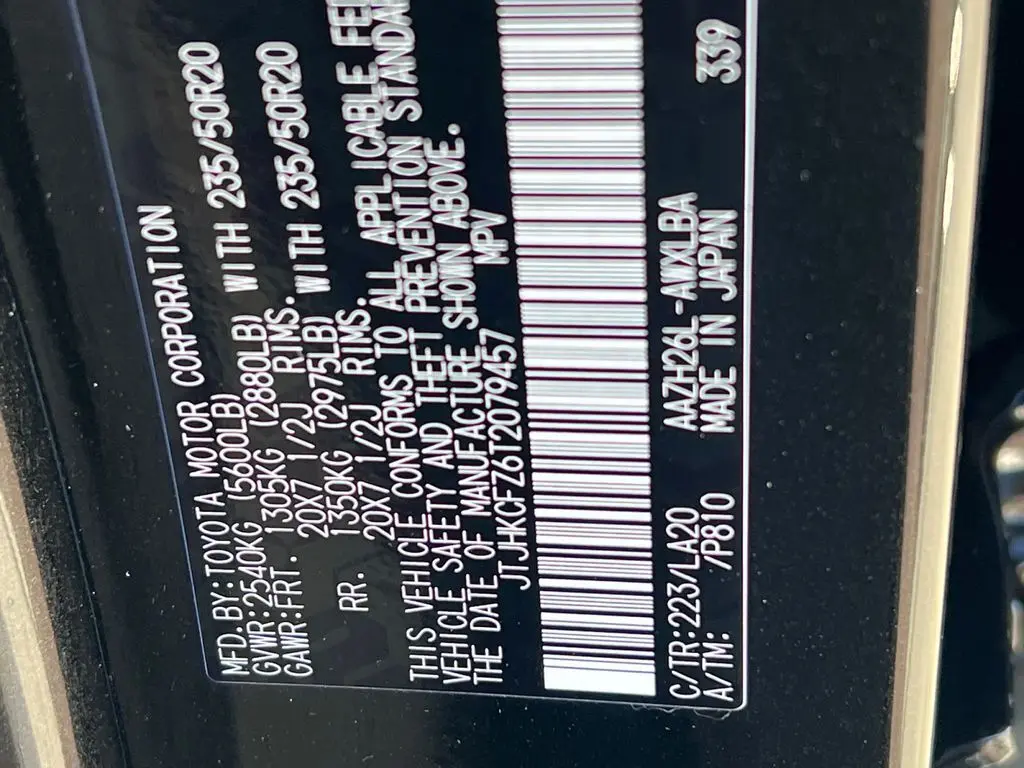 MFD.BY:TOYOTA MOTOR CORPORATION
GVWR:2540KG (5600LB)
GAWR:FRT. 1305KG (2880LB) WITH 235/50R20
20X7 1/2J RIMS.
RR. 1350KG (2975LB) WITH 235/50R20
20X7 1/2J RIMS.
THIS VEHICLE CONFORMS TO ALL APPLICABLE
VEHICLE SAFETY AND THEFT PREVENTION
THE DATE OF MANUFACTURE SHOWN ABOVE.
JTJHKCFZ6T2079457 MPV
C/TR:223/LA20 AAZH26L-AWXLBA
A/TM: /P810 MADE IN JAPAN 339